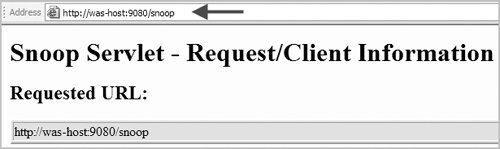 Address http://was-host:9080/snoop
Snoop Servlet - Request/Client Information
Requested URL:
http://was-host:9080/snoop